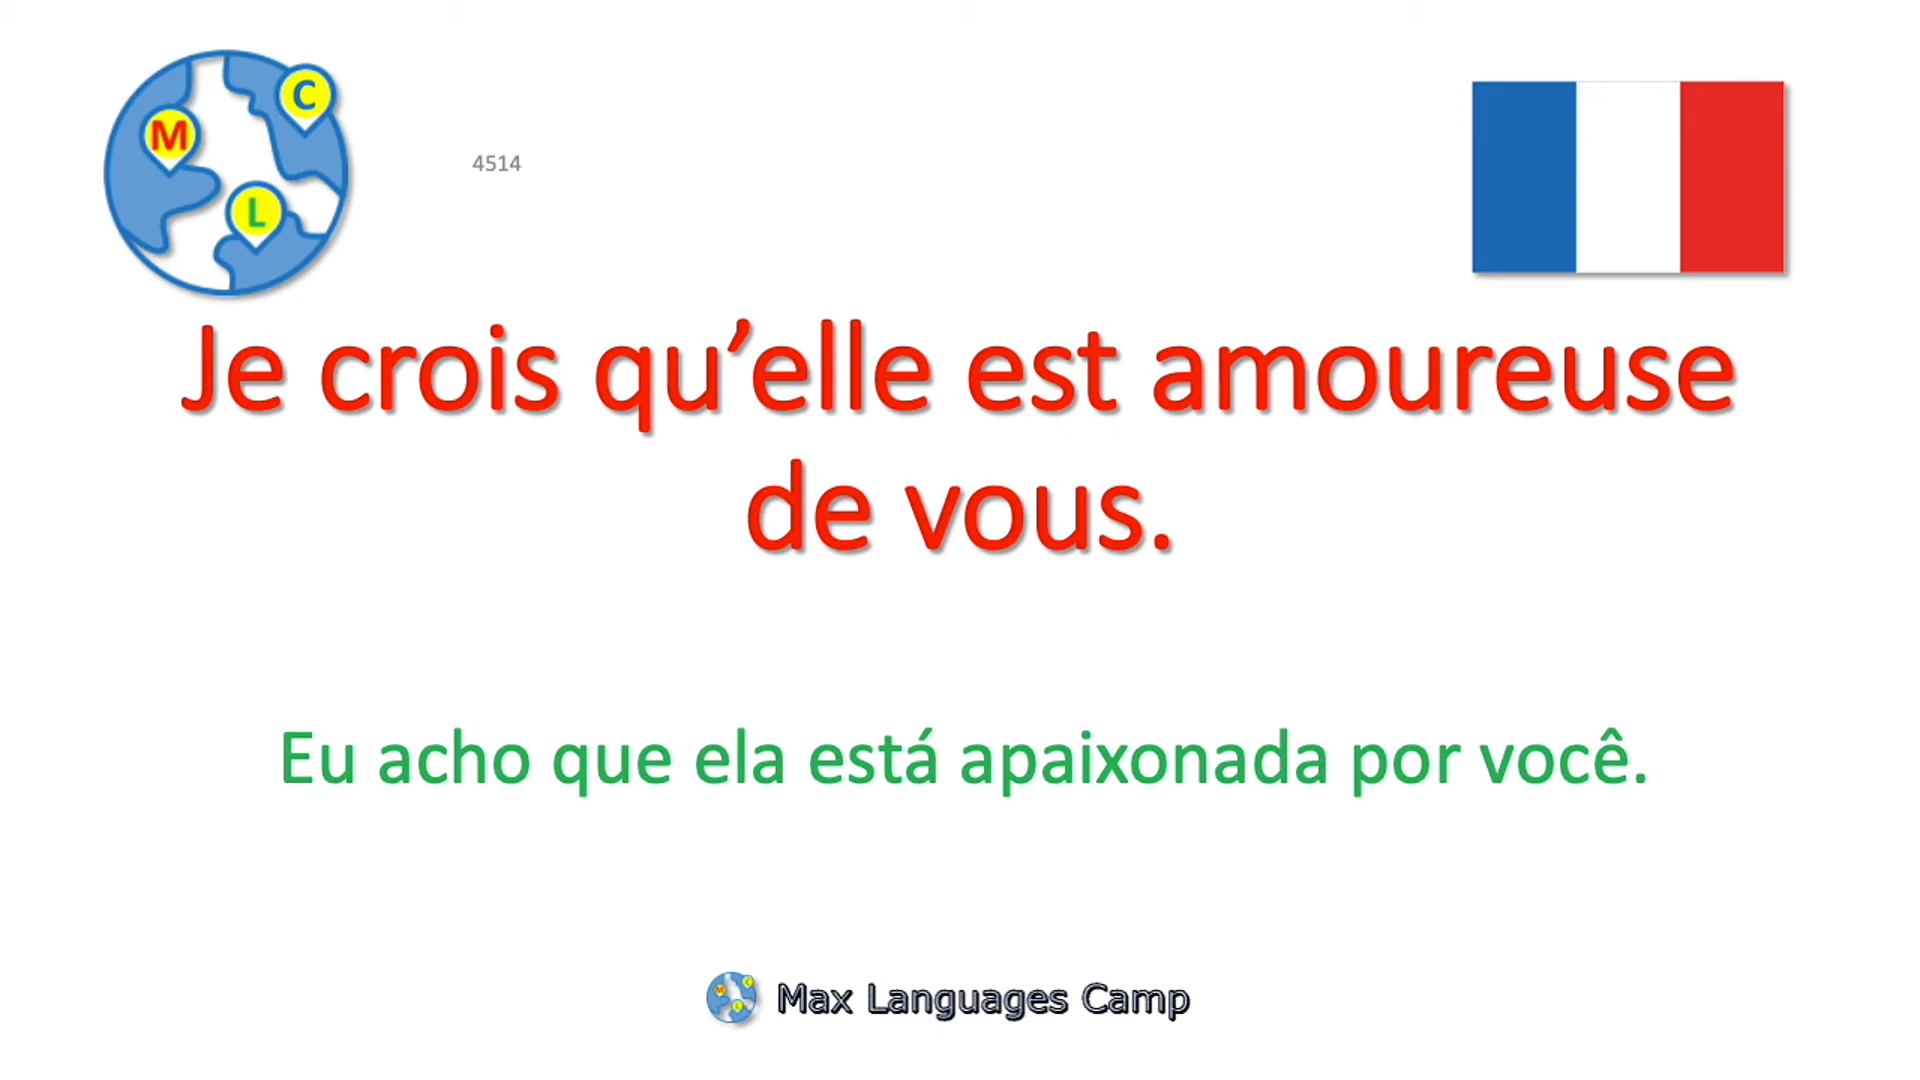 M
C
L
4514
Je crois qu’elle est amoureuse
de vous.
Eu acho que ela está apaixonada por você.
Max Languages Camp